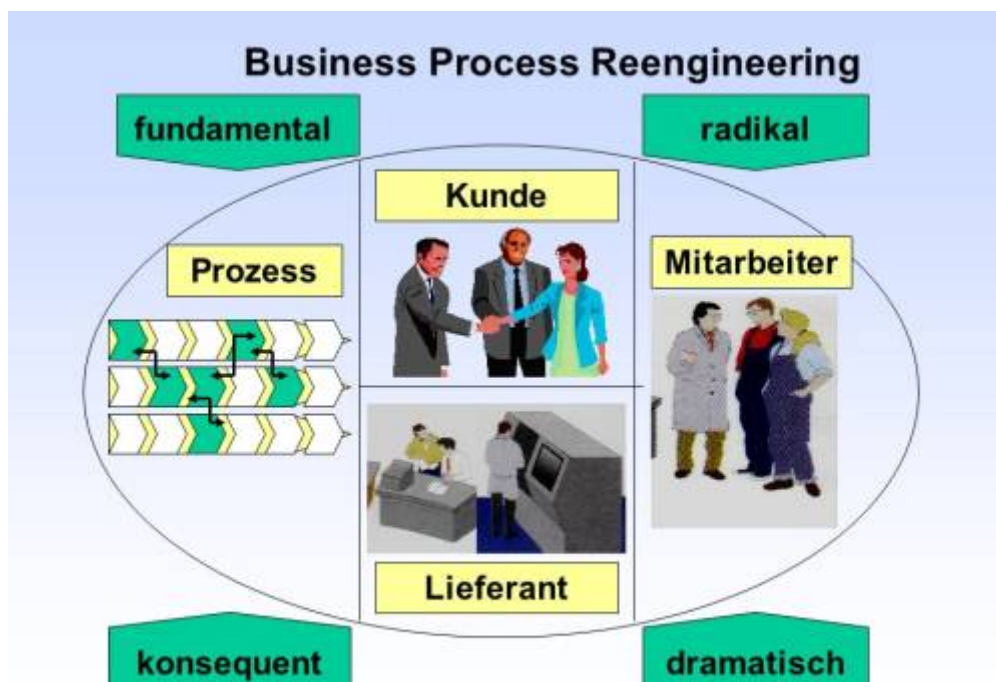 Business Process Reengineering
fundamental
radikal
Kunde
Prozess
Mitarbeiter
Lieferant
konsequent
dramatisch